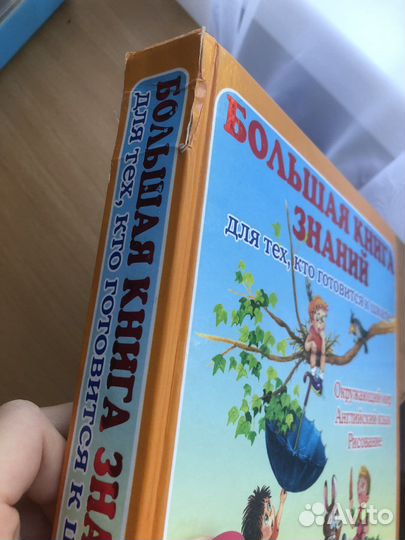 БОЛЬШАЯ КНИГА ЗНА
для тех, кто готовится к ш
БОЛЬШАЯ КНИГА
ЗНАНИЙ
для тех, кто готовится к школе
Окружающий мир
Английский язык
Рисование
Avito